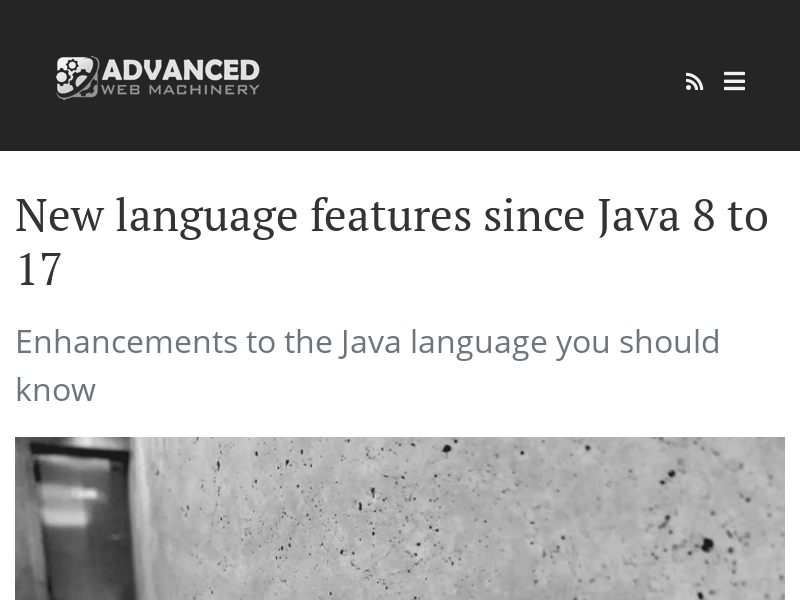 ADVANCED
WEB MACHINERY
New language features since Java 8 to
17
Enhancements to the Java language you should
know